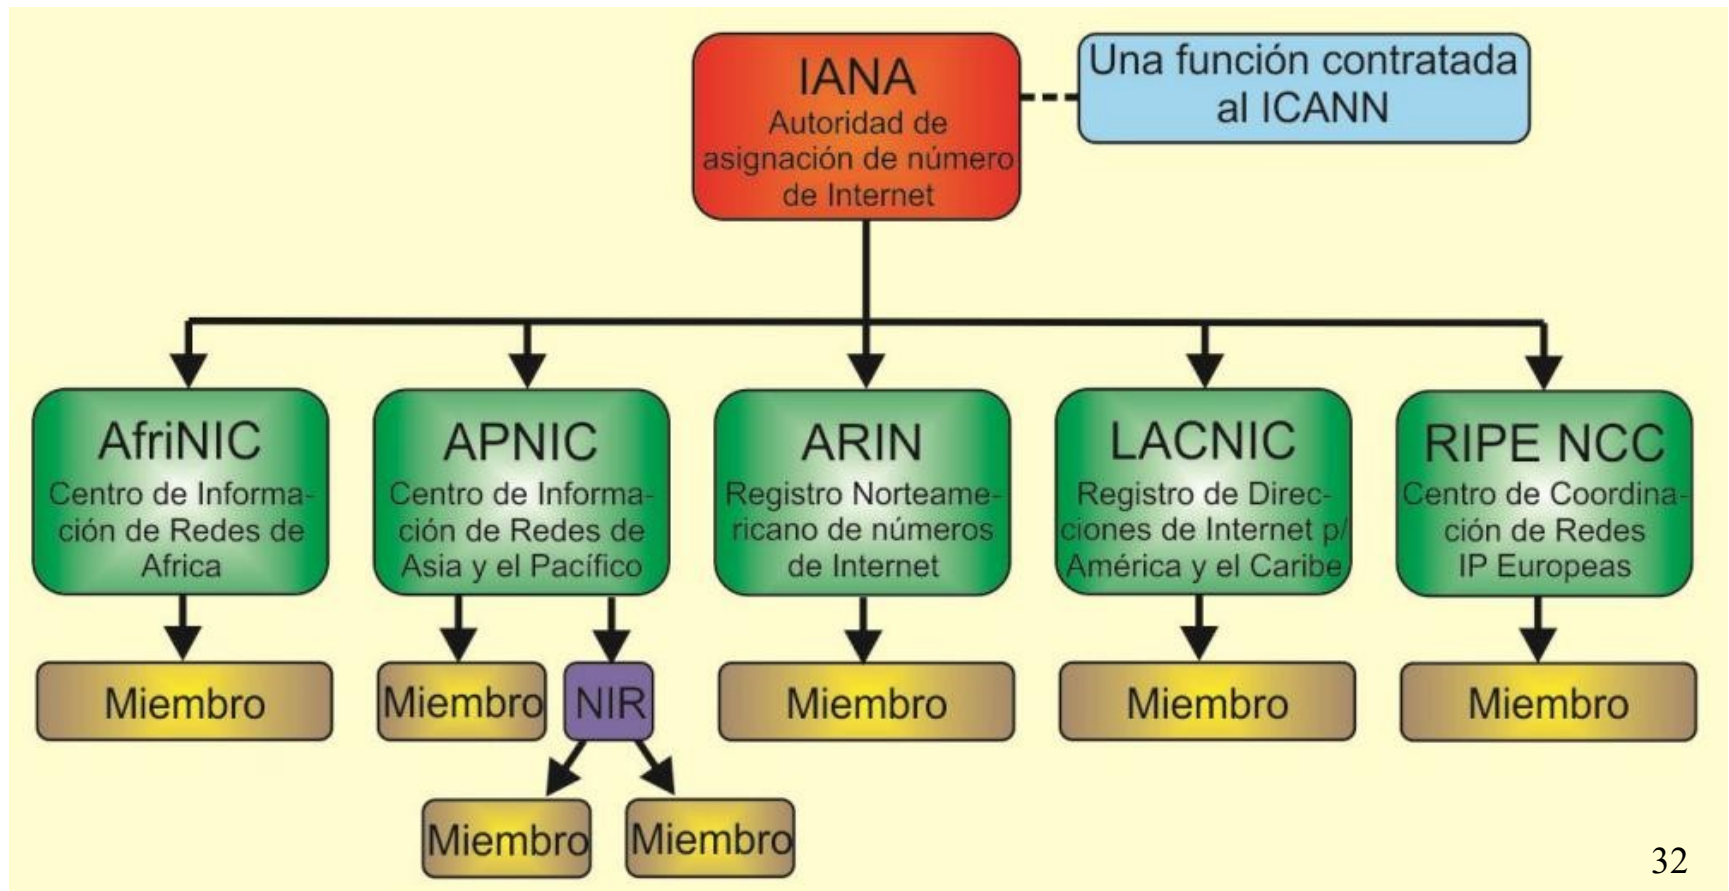 IANA
Autoridad de
asignación de número
de Internet
Una función contratada
al ICANN
AfriNIC
Centro de Informa-
ción de Redes de
Africa
APNIC
Centro de Informa-
ción de Redes de
Asia y el Pacífico
ARIN
Registro Norteame-
ricano de números
de Internet
LACNIC
Registro de Direc-
ciones de Internet p/
América y el Caribe
RIPE NCC
Centro de Coordina-
ción de Redes
IP Europeas
Miembro
Miembro
NIR
Miembro
Miembro
Miembro
Miembro
Miembro
32